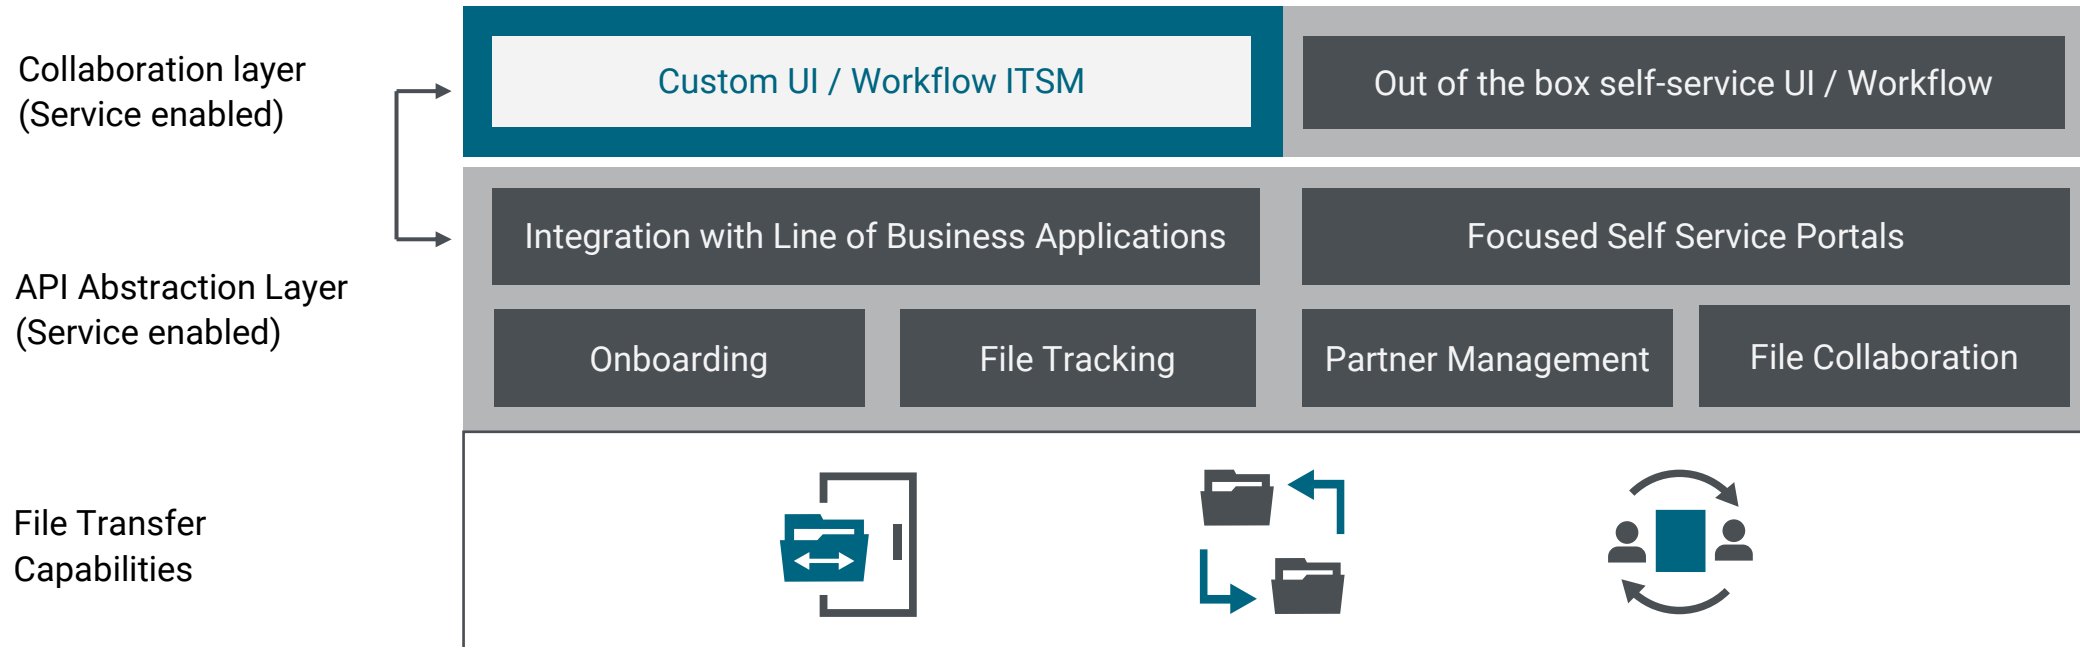 Collaboration layer
(Service enabled)
Custom UI / Workflow ITSM
Out of the box self-service UI / Workflow
API Abstraction Layer
(Service enabled)
Integration with Line of Business Applications
Focused Self Service Portals
Onboarding
File Tracking
Partner Management
File Collaboration
File Transfer
Capabilities